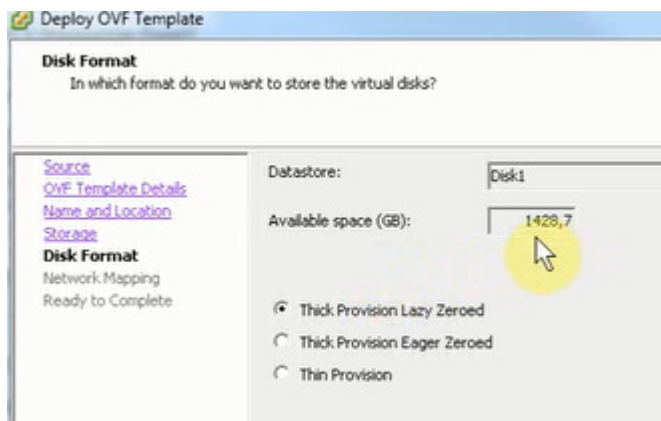 Deploy OVF Template
Disk Format
In which format do you want to store the virtual disks?
Source
OVF Template Details
Name and Location
Storage
Disk Format
Network Mapping
Ready to Complete
Datastore:
Disk1
Available space (GB):
1428,7
Thick Provision Lazy Zeroed
Thick Provision Eager Zeroed
Thin Provision